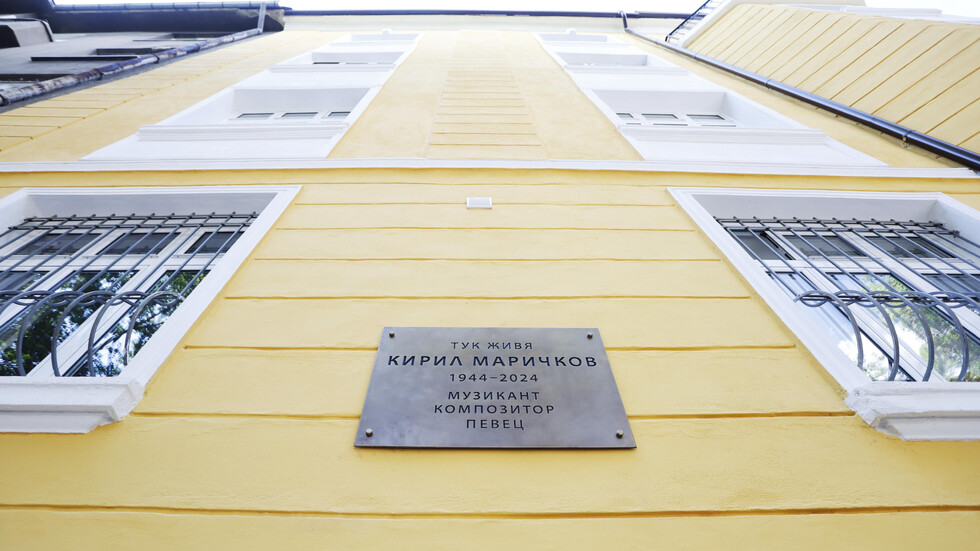 ТУК ЖИВЯ
КИРИЛ МАРИЧКОВ
1944–2024
МУЗИКАНТ
КОМПОЗИТОР
ПЕВЕЦ